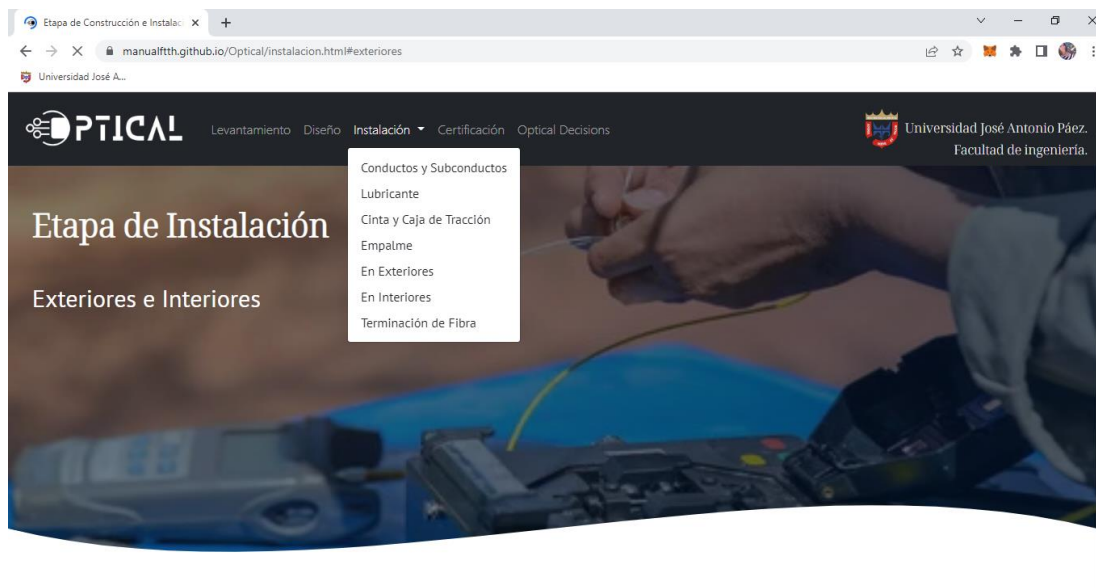 Etapa de Construcción e Instalac
manualftth.github.io/Optical/instalacion.html#exteriores
Universidad José A...
OPTICAL
Levantamiento Diseño Instalación Certificación Optical Decisions
Universidad José Antonio Páez.
Facultad de ingeniería.
Conductos y Subconductos
Lubricante
Cinta y Caja de Tracción
Empalme
En Exteriores
En Interiores
Terminación de Fibra
Etapa de Instalación
Exteriores e Interiores